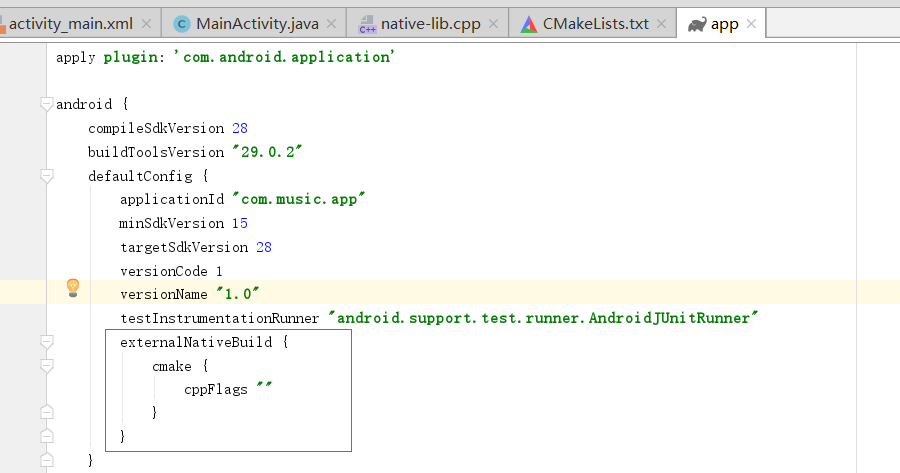 activity_main.xml MainActivity.java native-lib.cpp CMakeLists.txt app
apply plugin: 'com.android.application'
android {
compileSdkVersion 28
buildToolsVersion "29.0.2"
defaultConfig {
applicationId "com.music.app"
minSdkVersion 15
targetSdkVersion 28
versionCode 1
versionName "1.0"
testInstrumentationRunner "android.support.test.runner.AndroidJUnitRunner"
externalNativeBuild {
cmake {
cppFlags ""
}
}
}